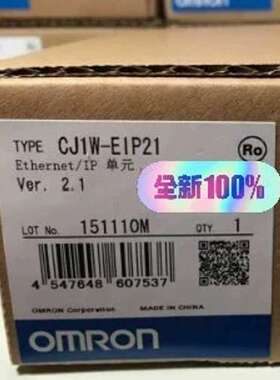 TYPE CJ1W-EIP21
Ethernet/IP 单元
Ver. 2.1
Ro
全新100%
LOT No. 151110M
QTY. 1
4 547648 607537
OMRON Corporation MADE IN CHINA
OMRON